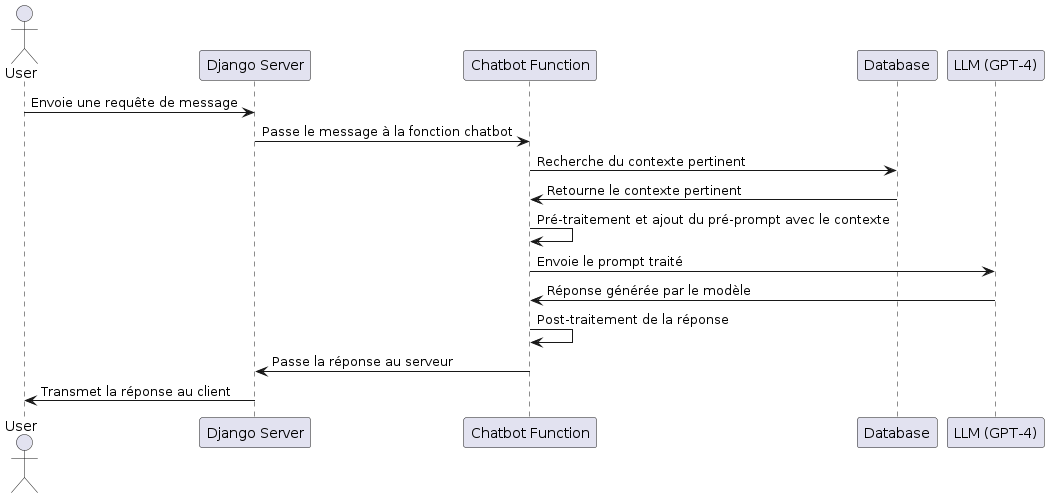 User
Django Server
Chatbot Function
Database
LLM (GPT-4)
Envoie une requête de message
Passe le message à la fonction chatbot
Recherche du contexte pertinent
Retourne le contexte pertinent
Pré-traitement et ajout du pré-prompt avec le contexte
Envoie le prompt traité
Réponse générée par le modèle
Post-traitement de la réponse
Passe la réponse au serveur
Transmet la réponse au client
User
Django Server
Chatbot Function
Database
LLM (GPT-4)